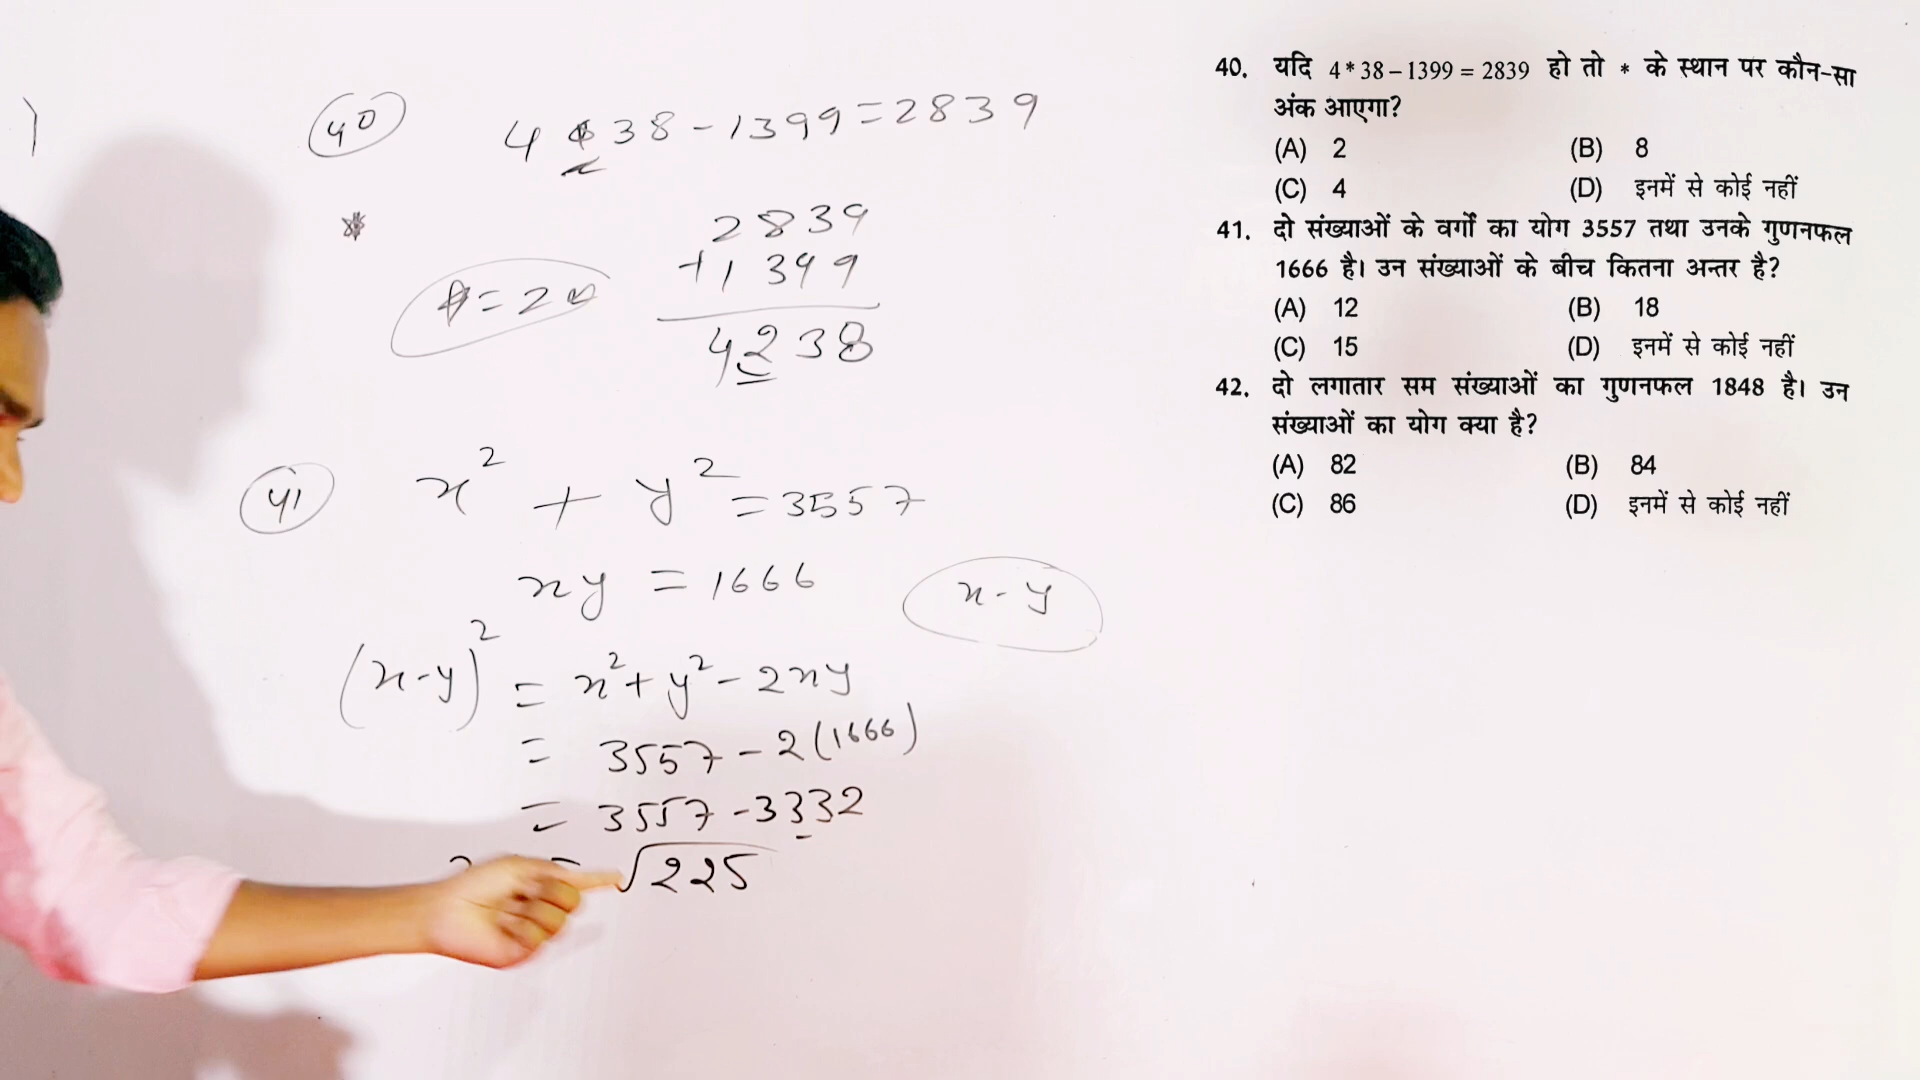 40
4*38-1399=2839
*
2839
+1399
4238
*=2
41
x² + y² = 3557
xy = 1666
x-y
(x-y)² = x²+y²-2xy
= 3557-2(1666)
= 3557-3332
= √225
40. यदि 4*38-1399=2839 हो तो * के स्थान पर कौन-सा
अंक आएगा?
(A) 2 (B) 8
(C) 4 (D) इनमें से कोई नहीं
41. दो संख्याओं के वर्गों का योग 3557 तथा उनके गुणनफल
1666 है। उन संख्याओं के बीच कितना अन्तर है?
(A) 12 (B) 18
(C) 15 (D) इनमें से कोई नहीं
42. दो लगातार सम संख्याओं का गुणनफल 1848 है। उन
संख्याओं का योग क्या है?
(A) 82 (B) 84
(C) 86 (D) इनमें से कोई नहीं